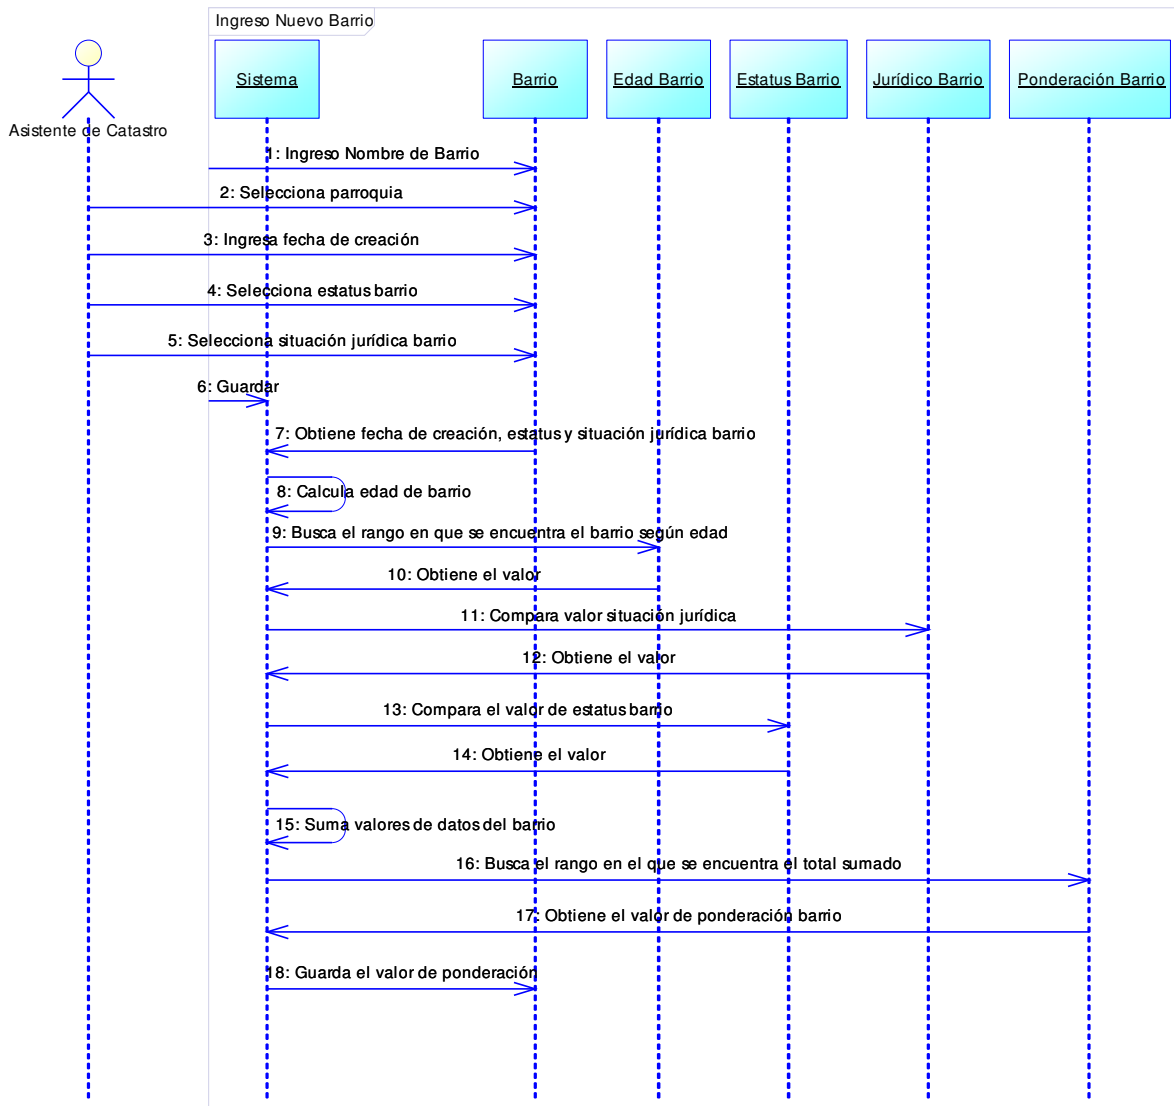 Ingreso Nuevo Barrio
Sistema
Barrio
Edad Barrio
Estatus Barrio
Jurídico Barrio
Ponderación Barrio
Asistente de Catastro
1: Ingreso Nombre de Barrio
2: Selecciona parroquia
3: Ingresa fecha de creación
4: Selecciona estatus barrio
5: Selecciona situación jurídica barrio
6: Guardar
7: Obtiene fecha de creación, estatus y situación jurídica barrio
8: Calcula edad de barrio
9: Busca el rango en que se encuentra el barrio según edad
10: Obtiene el valor
11: Compara valor situación jurídica
12: Obtiene el valor
13: Compara el valor de estatus barrio
14: Obtiene el valor
15: Suma valores de datos del barrio
16: Busca el rango en el que se encuentra el total sumado
17: Obtiene el valor de ponderación barrio
18: Guarda el valor de ponderación